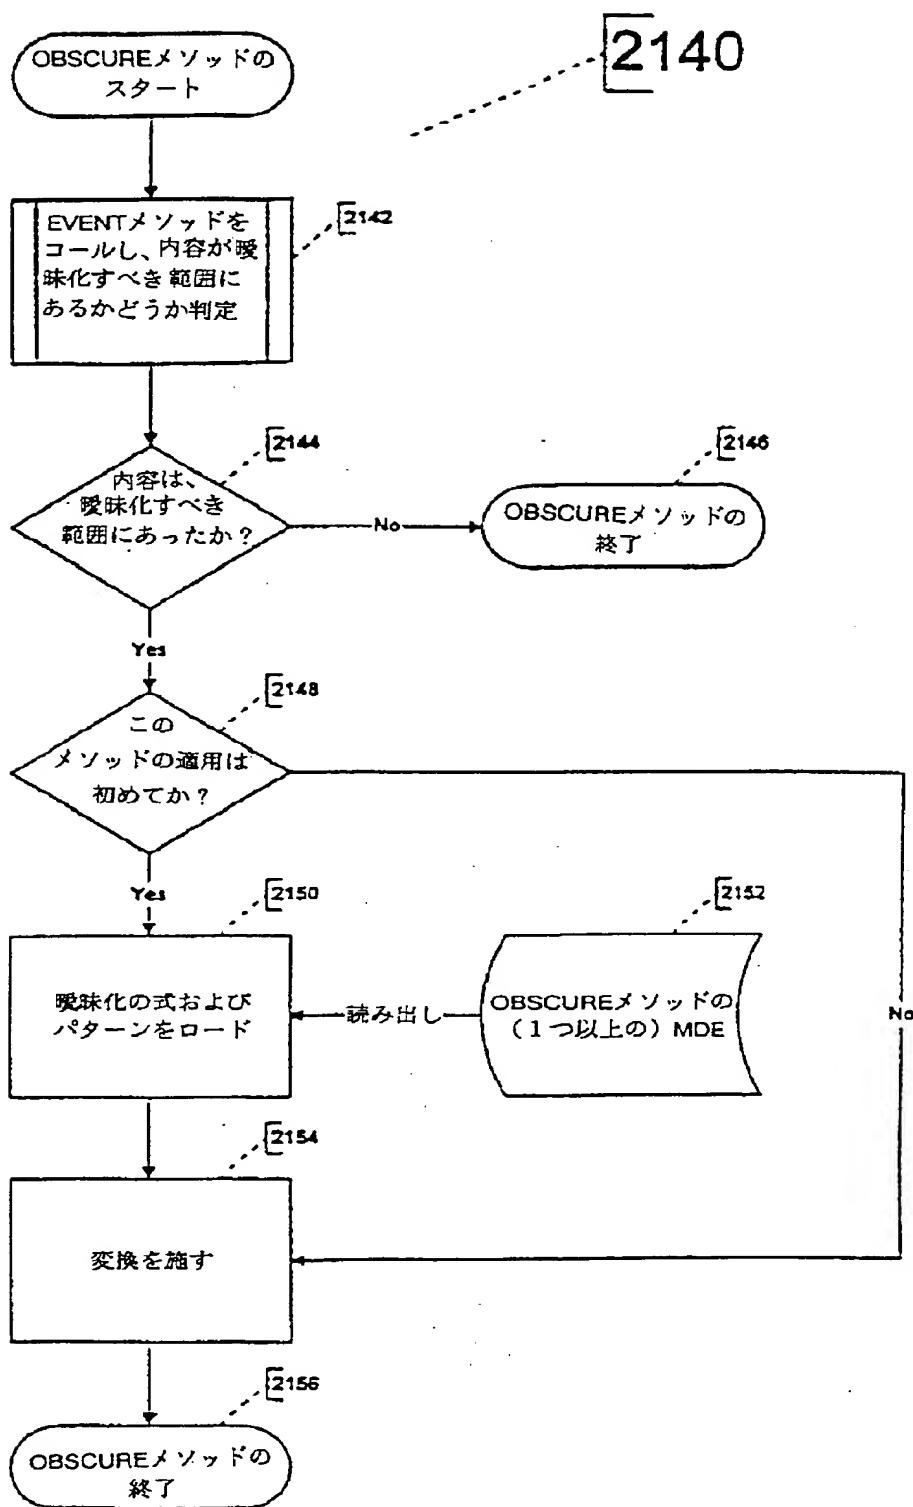 OBSCUREメソッドの
スタート
2140
EVENTメソッドを
コールし、内容が曖
昧化すべき範囲に
あるかどうか判定
2142
2144
内容は、
曖昧化すべき
範囲にあったか?
No
2146
OBSCUREメソッドの
終了
Yes
2148
この
メソッドの適用は
初めてか?
Yes
2150
曖昧化の式および
パターンをロード
読み出し
2152
OBSCUREメソッドの
(1つ以上の) MDE
No
2154
変換を施す
2156
OBSCUREメソッドの
終了